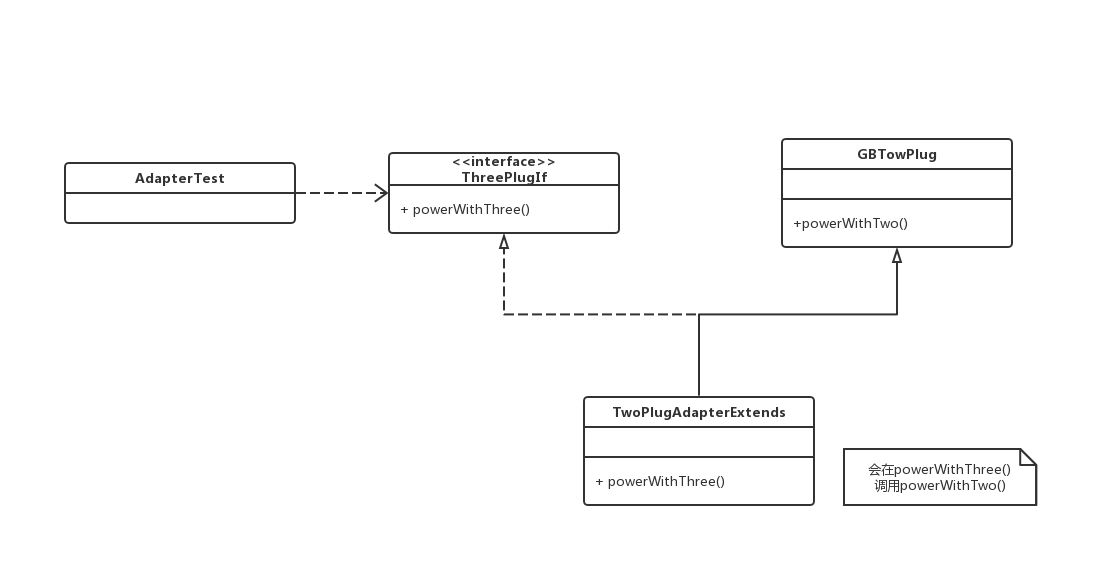 AdapterTest
<<interface>>
ThreePlugIf
+ powerWithThree()
GBTowPlug
+powerWithTwo()
TwoPlugAdapterExtends
+ powerWithThree()
会在powerWithThree()
调用powerWithTwo()